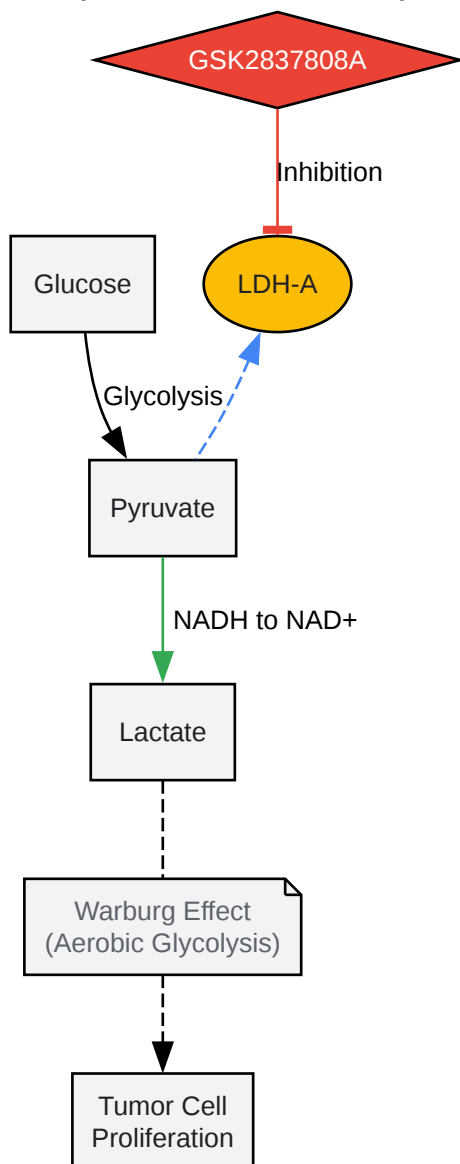 GSK2837808A
Inhibition
LDH-A
Glucose
Glycolysis
Pyruvate
NADH to NAD+
Lactate
Warburg Effect
(Aerobic Glycolysis)
Tumor Cell
Proliferation